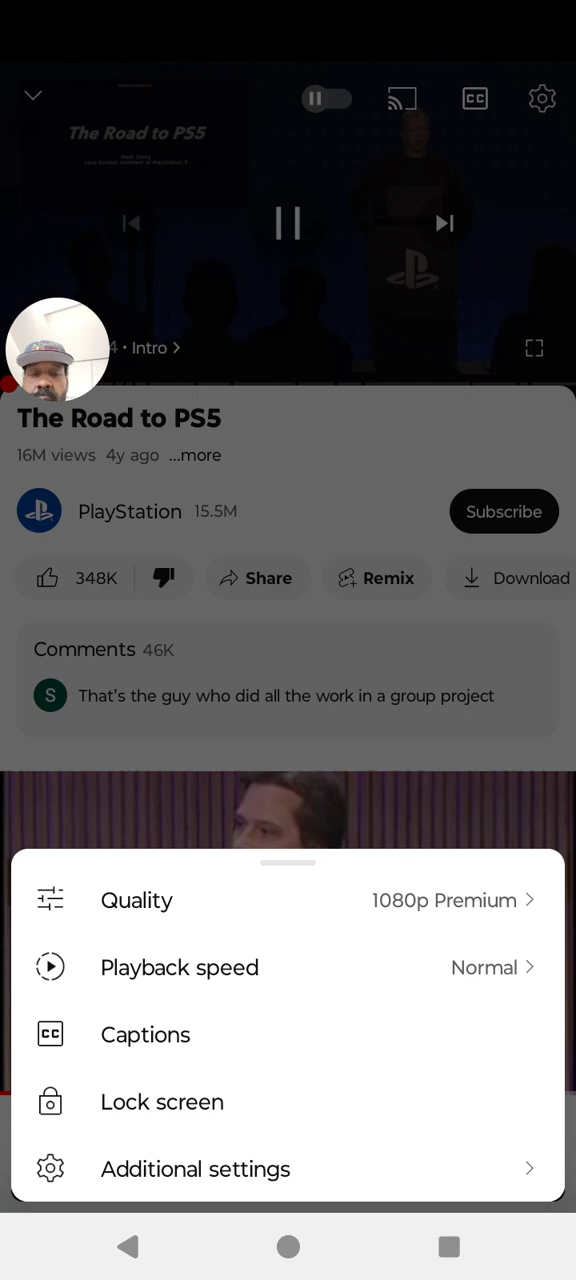 The Road to PS5
4 • Intro
The Road to PS5
16M views 4y ago ...more
PlayStation 15.5M
Subscribe
348K
Share
Remix
Download
Comments 46K
S
That's the guy who did all the work in a group project
Quality
1080p Premium
Playback speed
Normal
CC
Captions
Lock screen
Additional settings